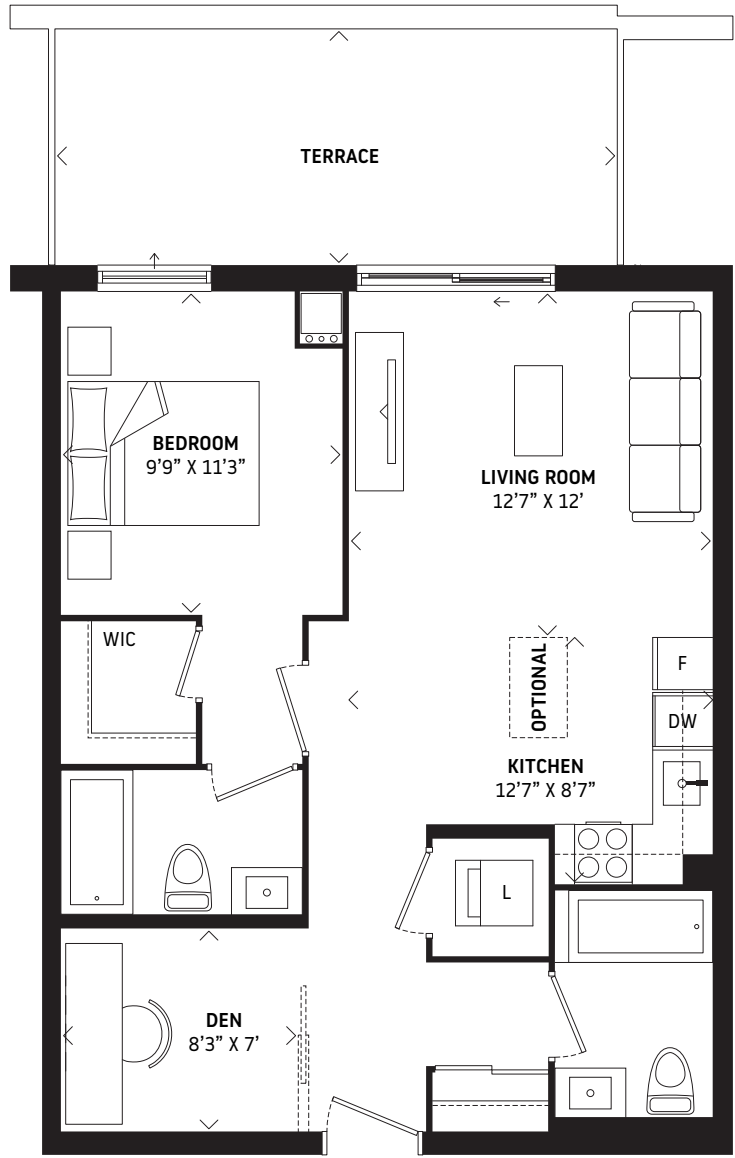 TERRACE
BEDROOM
9'9" X 11'3"
LIVING ROOM
12'7" X 12'
WIC
OPTIONAL
F
DW
KITCHEN
12'7" X 8'7"
L
DEN
8'3" X 7'